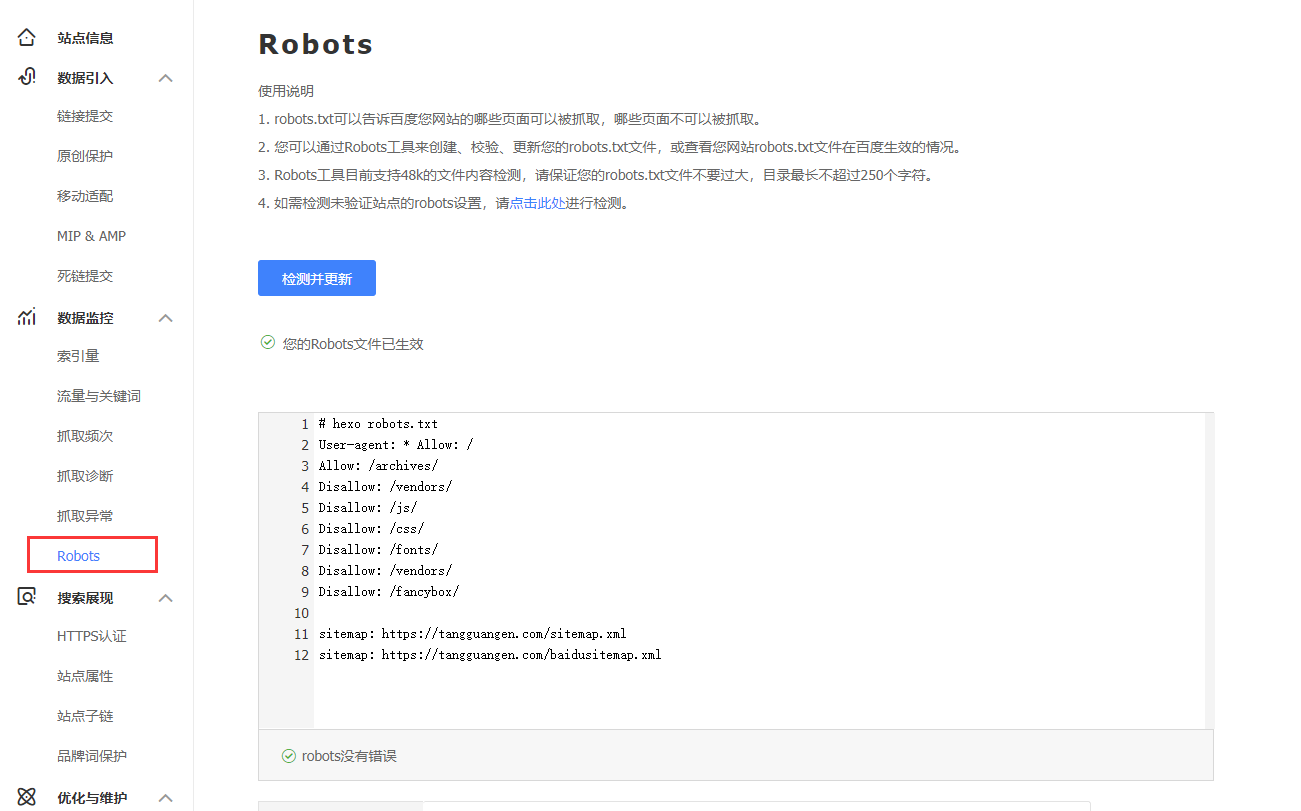 站点信息
数据引入
链接提交
原创保护
移动适配
MIP & AMP
死链提交
数据监控
索引量
流量与关键词
抓取频次
抓取诊断
抓取异常
Robots
搜索展现
HTTPS认证
站点属性
站点子链
品牌词保护
优化与维护
Robots
使用说明
1. robots.txt可以告诉百度您网站的哪些页面可以被抓取，哪些页面不可以被抓取。
2. 您可以通过Robots工具来创建、校验、更新您的robots.txt文件，或查看您网站robots.txt文件在百度生效的情况。
3. Robots工具目前支持48k的文件内容检测，请保证您的robots.txt文件不要过大，目录最长不超过250个字符。
4. 如需检测未验证站点的robots设置，请点击此处进行检测。
检测并更新
您的Robots文件已生效
1 # hexo robots.txt
2 User-agent: * Allow: /
3 Allow: /archives/
4 Disallow: /vendors/
5 Disallow: /js/
6 Disallow: /css/
7 Disallow: /fonts/
8 Disallow: /vendors/
9 Disallow: /fancybox/
10
11 sitemap: https://tangguangen.com/sitemap.xml
12 sitemap: https://tangguangen.com/baidusitemap.xml
robots没有错误